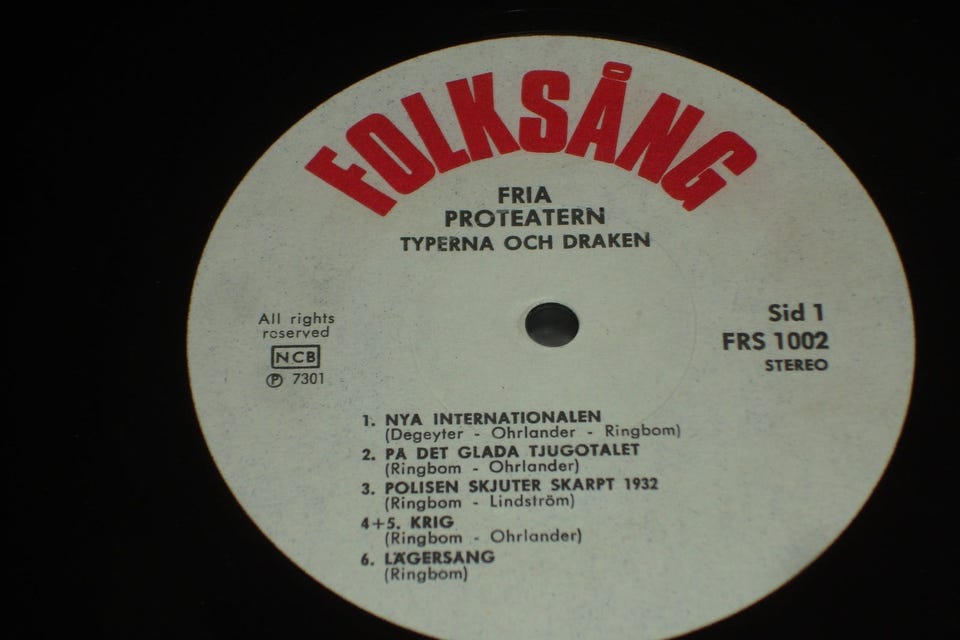 FOLKSÅNG
FRIA
PROTEATERN
TYPERNA OCH DRAKEN
All rights
reserved
NCB
Ⓟ 7301
Sid 1
FRS 1002
STEREO
1. NYA INTERNATIONALEN
(Degeyter - Ohrlander - Ringbom)
2. PA DET GLADA TJUGOTALET
(Ringbom - Ohrlander)
3. POLISEN SKJUTER SKARPT 1932
(Ringbom - Lindström)
4+5. KRIG
(Ringbom - Ohrlander)
6. LÄGERSANG
(Ringbom)